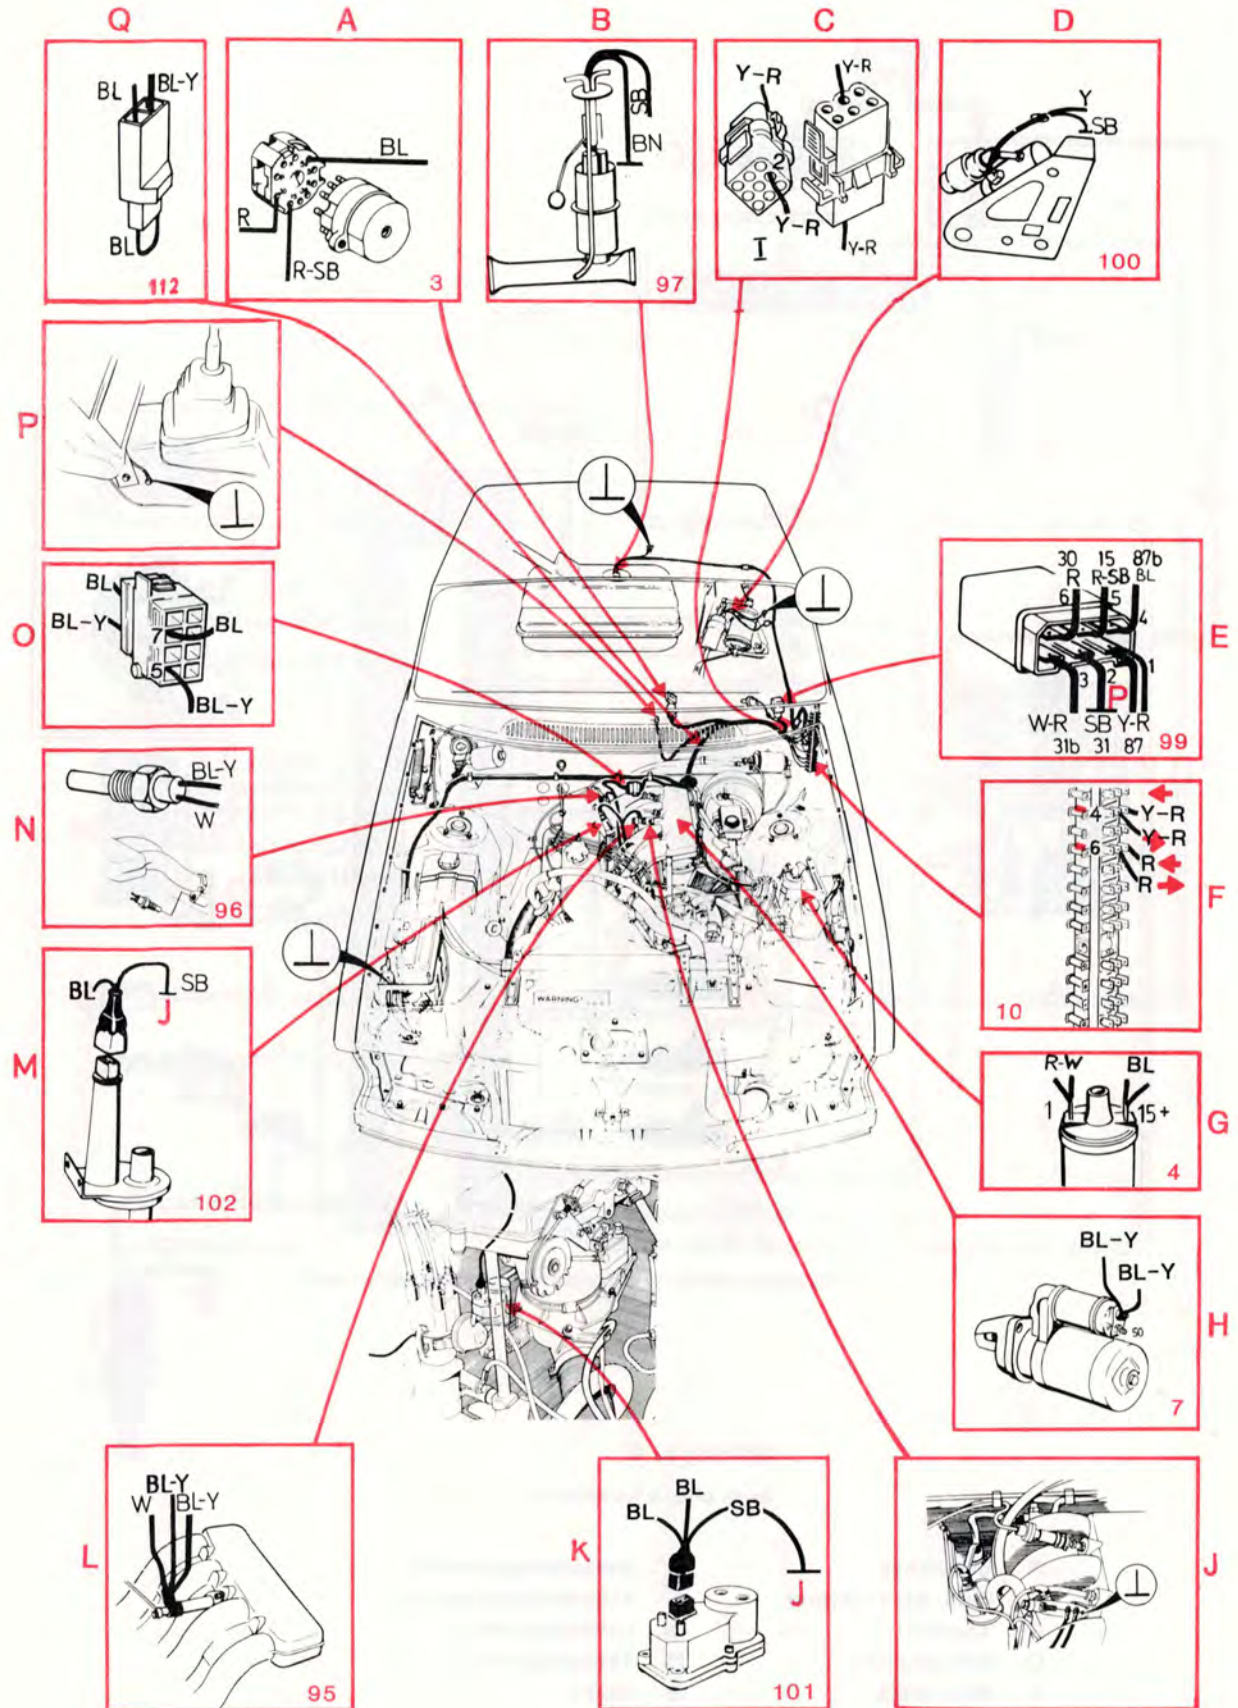 Q A B C D
BL BL-Y
BL
112
BL
R
R-SB
3
SB
BN
97
Y-R Y-R
2
Y-R
I Y-R
Y
SB
100
P
O
BL
BL-Y 7 BL
5
BL-Y
30 15 87b
R R-SB BL
6 5 4
3 2 1
P
W-R SB Y-R
31b 31 87
99
E
N
BL-Y
W
96
4 Y-R
Y-R
6 R
R
10
F
M
BL SB
J
102
WARNING!
R-W BL
1 15+
4
G
BL-Y
BL-Y
50
7
H
L
BL-Y
W BL-Y
95
K
BL
BL SB
J
101
J